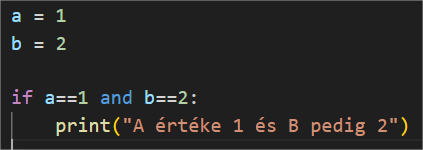 a = 1
b = 2
if a==1 and b==2:
    print("A értéke 1 és B pedig 2")